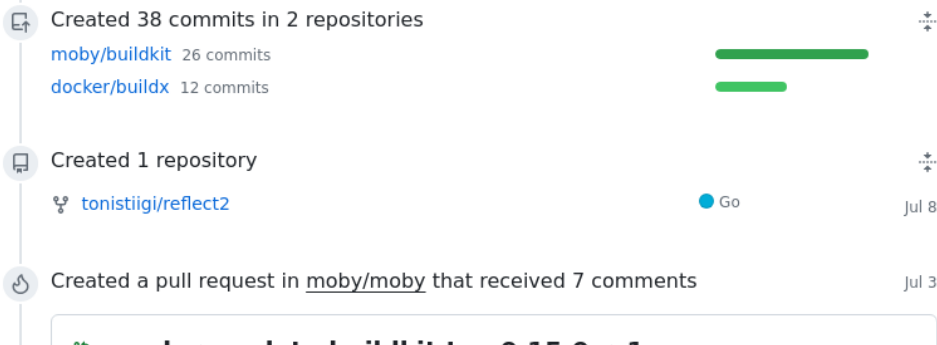 Created 38 commits in 2 repositories
moby/buildkit 26 commits
docker/buildx 12 commits
Created 1 repository
tonistiigi/reflect2 Go Jul 8
Created a pull request in moby/moby that received 7 comments Jul 3